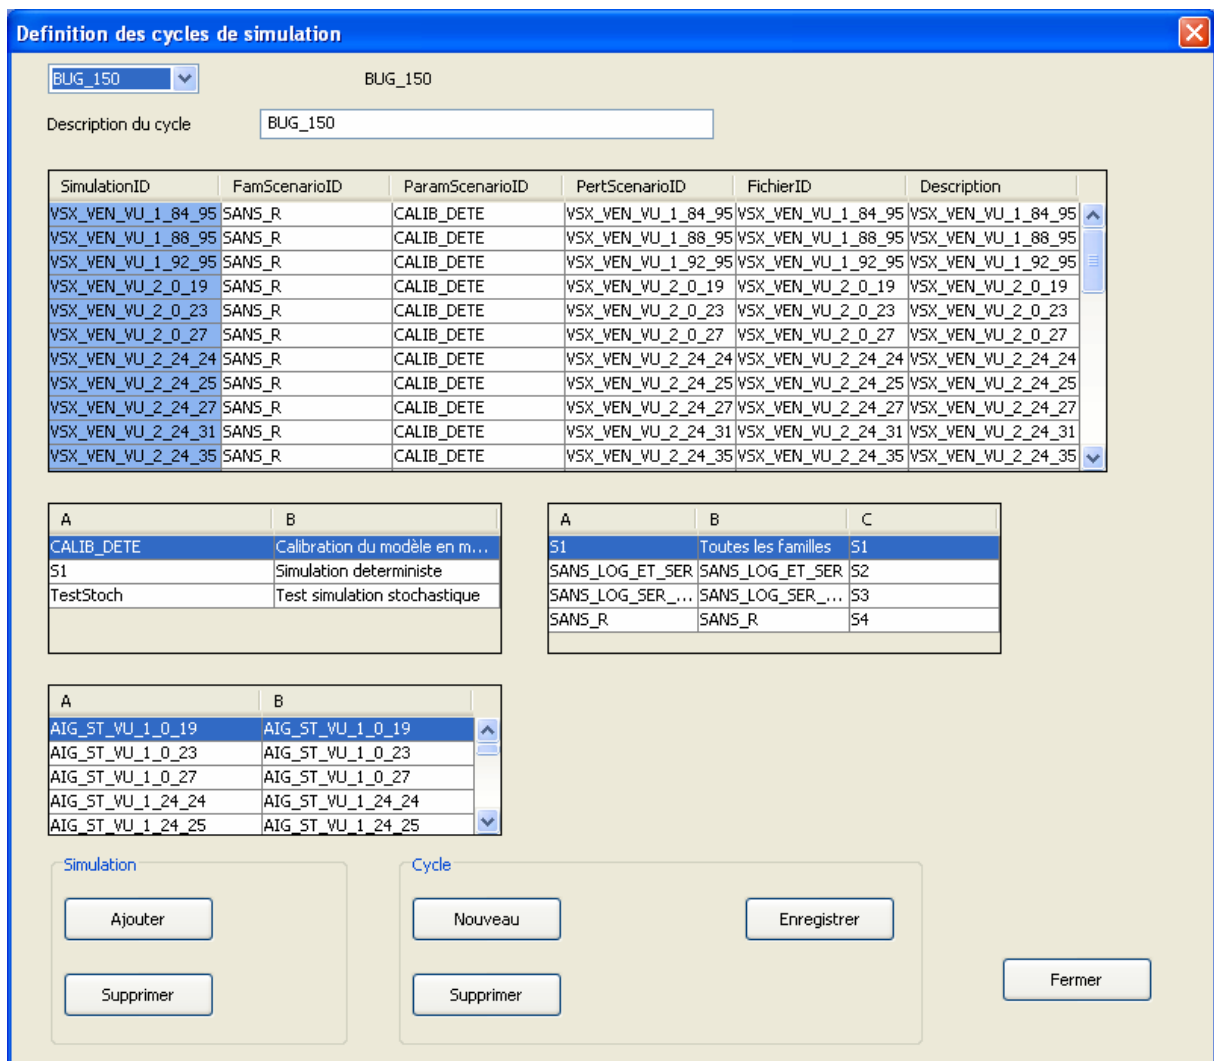 Definition des cycles de simulation
BUG_150 BUG_150
Description du cycle BUG_150
SimulationID FamScenarioID ParamScenarioID PertScenarioID FichierID Description
VSX_VEN_VU_1_84_95 SANS_R CALIB_DETE VSX_VEN_VU_1_84_95 VSX_VEN_VU_1_84_95 VSX_VEN_VU_1_84_95
VSX_VEN_VU_1_88_95 SANS_R CALIB_DETE VSX_VEN_VU_1_88_95 VSX_VEN_VU_1_88_95 VSX_VEN_VU_1_88_95
VSX_VEN_VU_1_92_95 SANS_R CALIB_DETE VSX_VEN_VU_1_92_95 VSX_VEN_VU_1_92_95 VSX_VEN_VU_1_92_95
VSX_VEN_VU_2_0_19 SANS_R CALIB_DETE VSX_VEN_VU_2_0_19 VSX_VEN_VU_2_0_19 VSX_VEN_VU_2_0_19
VSX_VEN_VU_2_0_23 SANS_R CALIB_DETE VSX_VEN_VU_2_0_23 VSX_VEN_VU_2_0_23 VSX_VEN_VU_2_0_23
VSX_VEN_VU_2_0_27 SANS_R CALIB_DETE VSX_VEN_VU_2_0_27 VSX_VEN_VU_2_0_27 VSX_VEN_VU_2_0_27
VSX_VEN_VU_2_24_24 SANS_R CALIB_DETE VSX_VEN_VU_2_24_24 VSX_VEN_VU_2_24_24 VSX_VEN_VU_2_24_24
VSX_VEN_VU_2_24_25 SANS_R CALIB_DETE VSX_VEN_VU_2_24_25 VSX_VEN_VU_2_24_25 VSX_VEN_VU_2_24_25
VSX_VEN_VU_2_24_27 SANS_R CALIB_DETE VSX_VEN_VU_2_24_27 VSX_VEN_VU_2_24_27 VSX_VEN_VU_2_24_27
VSX_VEN_VU_2_24_31 SANS_R CALIB_DETE VSX_VEN_VU_2_24_31 VSX_VEN_VU_2_24_31 VSX_VEN_VU_2_24_31
VSX_VEN_VU_2_24_35 SANS_R CALIB_DETE VSX_VEN_VU_2_24_35 VSX_VEN_VU_2_24_35 VSX_VEN_VU_2_24_35
A B
CALIB_DETE Calibration du modèle en m...
S1 Simulation deterministe
TestStoch Test simulation stochastique
A B C
S1 Toutes les familles S1
SANS_LOG_ET_SER SANS_LOG_ET_SER S2
SANS_LOG_SER_... SANS_LOG_SER_... S3
SANS_R SANS_R S4
A B
AIG_ST_VU_1_0_19 AIG_ST_VU_1_0_19
AIG_ST_VU_1_0_23 AIG_ST_VU_1_0_23
AIG_ST_VU_1_0_27 AIG_ST_VU_1_0_27
AIG_ST_VU_1_24_24 AIG_ST_VU_1_24_24
AIG_ST_VU_1_24_25 AIG_ST_VU_1_24_25
Simulation
Ajouter
Supprimer
Cycle
Nouveau Enregistrer
Supprimer
Fermer